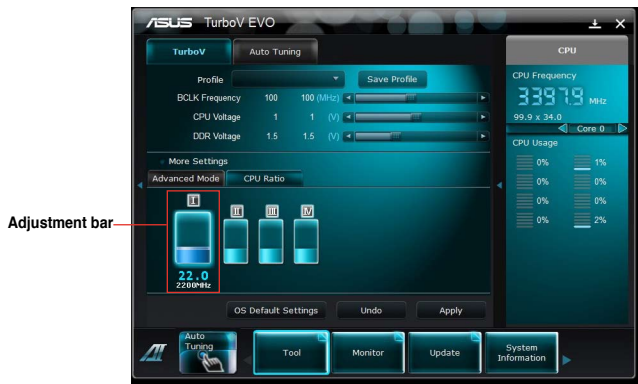 ASUS TurboV EVO
TurboV Auto Tuning
Profile Save Profile
BCLK Frequency 100 100 (MHz)
CPU Voltage 1 1 (V)
DDR Voltage 1.5 1.5 (V)
More Settings
Advanced Mode CPU Ratio
I II III IV
Adjustment bar
22.0
2200MHz
OS Default Settings Undo Apply
CPU
CPU Frequency
3397.9 MHz
99.9 x 34.0
Core 0
CPU Usage
0% 1%
0% 0%
0% 0%
0% 2%
AI
Auto Tuning
Tool Monitor Update System Information